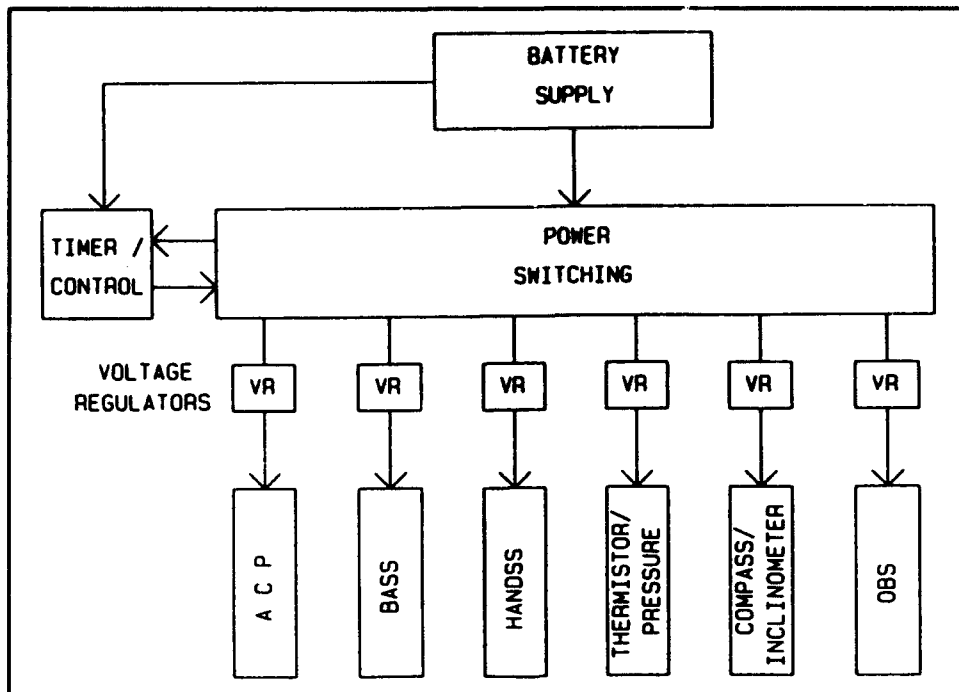 BATTERY
SUPPLY
TIMER /
CONTROL
POWER
SWITCHING
VOLTAGE
REGULATORS
VR
VR
VR
VR
VR
VR
A C P
BASS
HANDSS
THERMISTOR/
PRESSURE
COMPASS/
INCLINOMETER
OBS